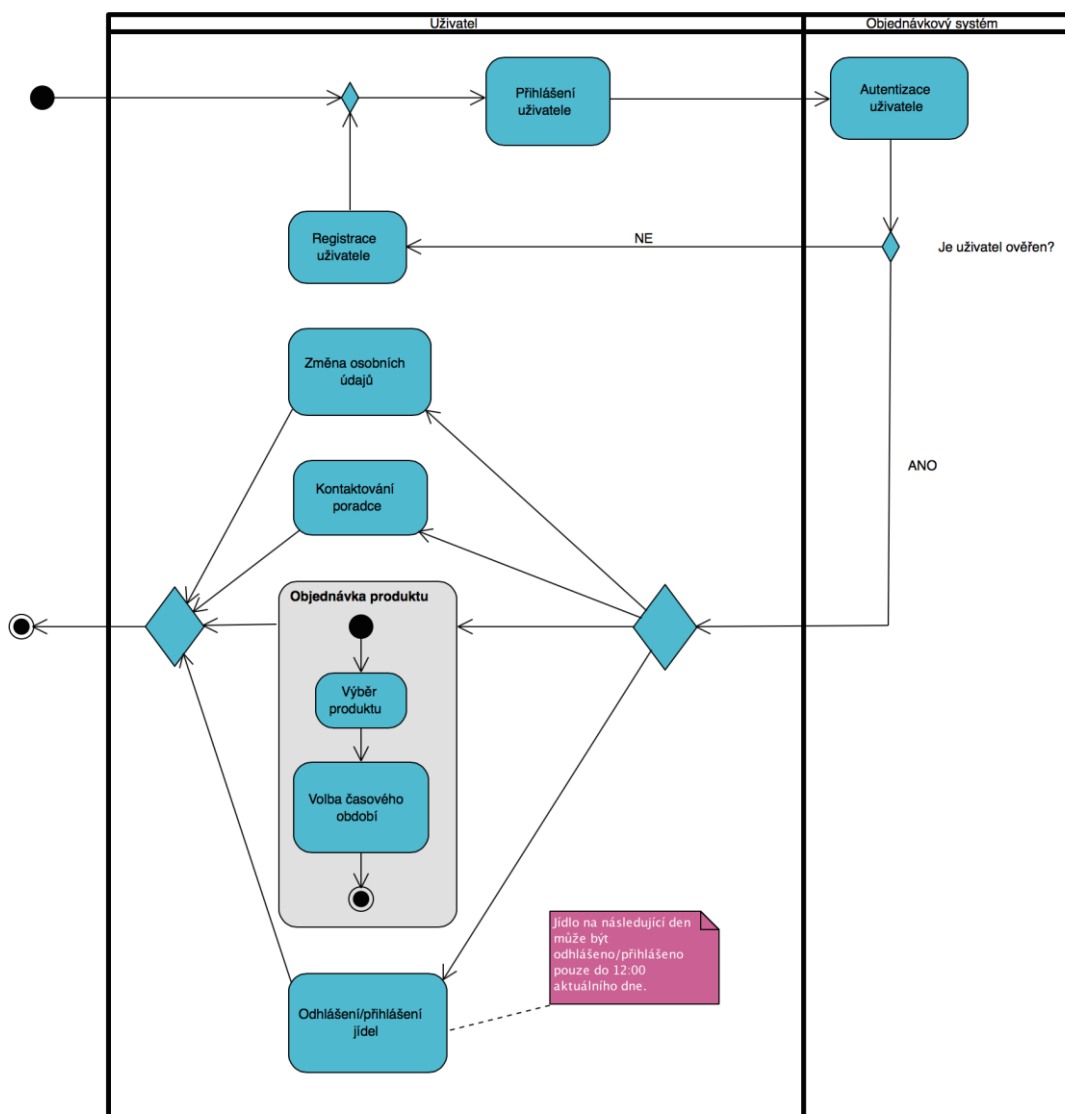 Uživatel
Objednávkový systém
Přihlášení
uživatele
Autentizace
uživatele
Registrace
uživatele
NE
Je uživatel ověřen?
Změna osobních
údajů
ANO
Kontaktování
poradce
Objednávka produktu
Výběr
produktu
Volba časového
období
Jídlo na následující den
může být
odhlášeno/přihlášeno
pouze do 12:00
aktuálního dne.
Odhlášení/přihlášení
jídel